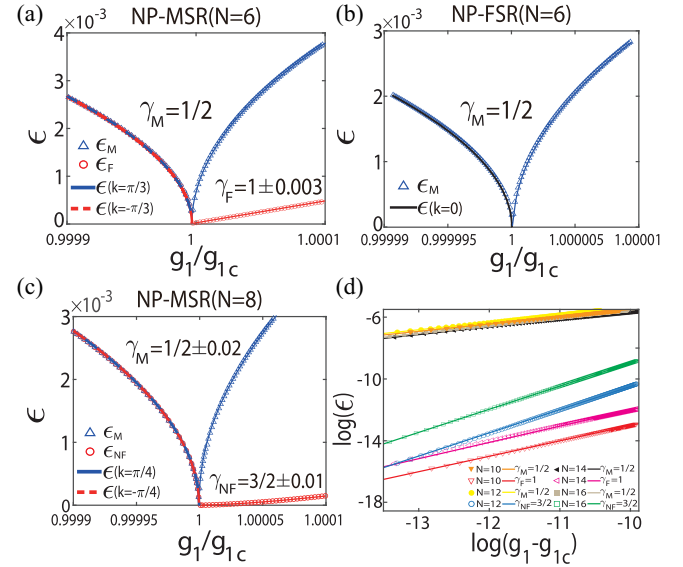 (a)
NP-MSR(N=6)
×10⁻³
4
3
2
1
0
ϵ
γM=1/2
ϵM
ϵF
ϵ(k=π/3)
ϵ(k=-π/3)
γF=1±0.003
0.9999
1
1.0001
g₁/g₁c
(b)
NP-FSR(N=6)
×10⁻³
3
2
1
0
ϵ
γM=1/2
ϵM
ϵ(k=0)
0.99999
0.999995
1
1.000005
1.00001
g₁/g₁c
(c)
NP-MSR(N=8)
×10⁻³
3
2
1
0
ϵ
γM=1/2±0.02
ϵM
ϵNF
ϵ(k=π/4)
ϵ(k=-π/4)
γNF=3/2±0.01
0.9999
0.99995
1
1.00005
1.0001
g₁/g₁c
(d)
-6
-10
-14
-18
log(ϵ)
N=10 γM=1/2 N=14 γM=1/2
N=10 γF=1 N=14 γF=1
N=12 γM=1/2 N=16 γM=1/2
N=12 γNF=3/2 N=16 γNF=3/2
-13
-12
-11
-10
log(g₁-g₁c)